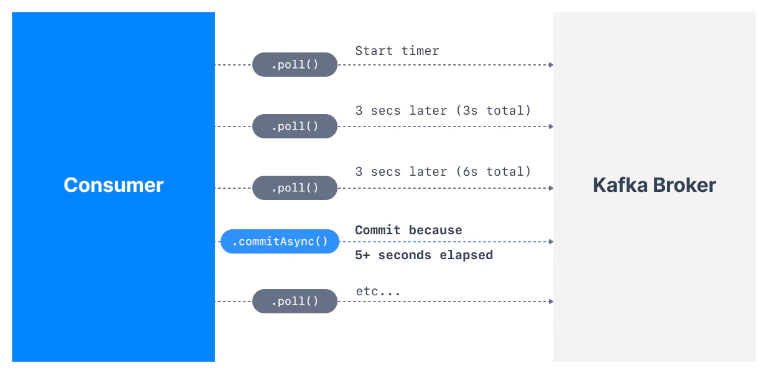 Consumer
Start timer
.poll()
3 secs later (3s total)
.poll()
3 secs later (6s total)
.poll()
Commit because
.commitAsync()
5+ seconds elapsed
etc...
.poll()
Kafka Broker